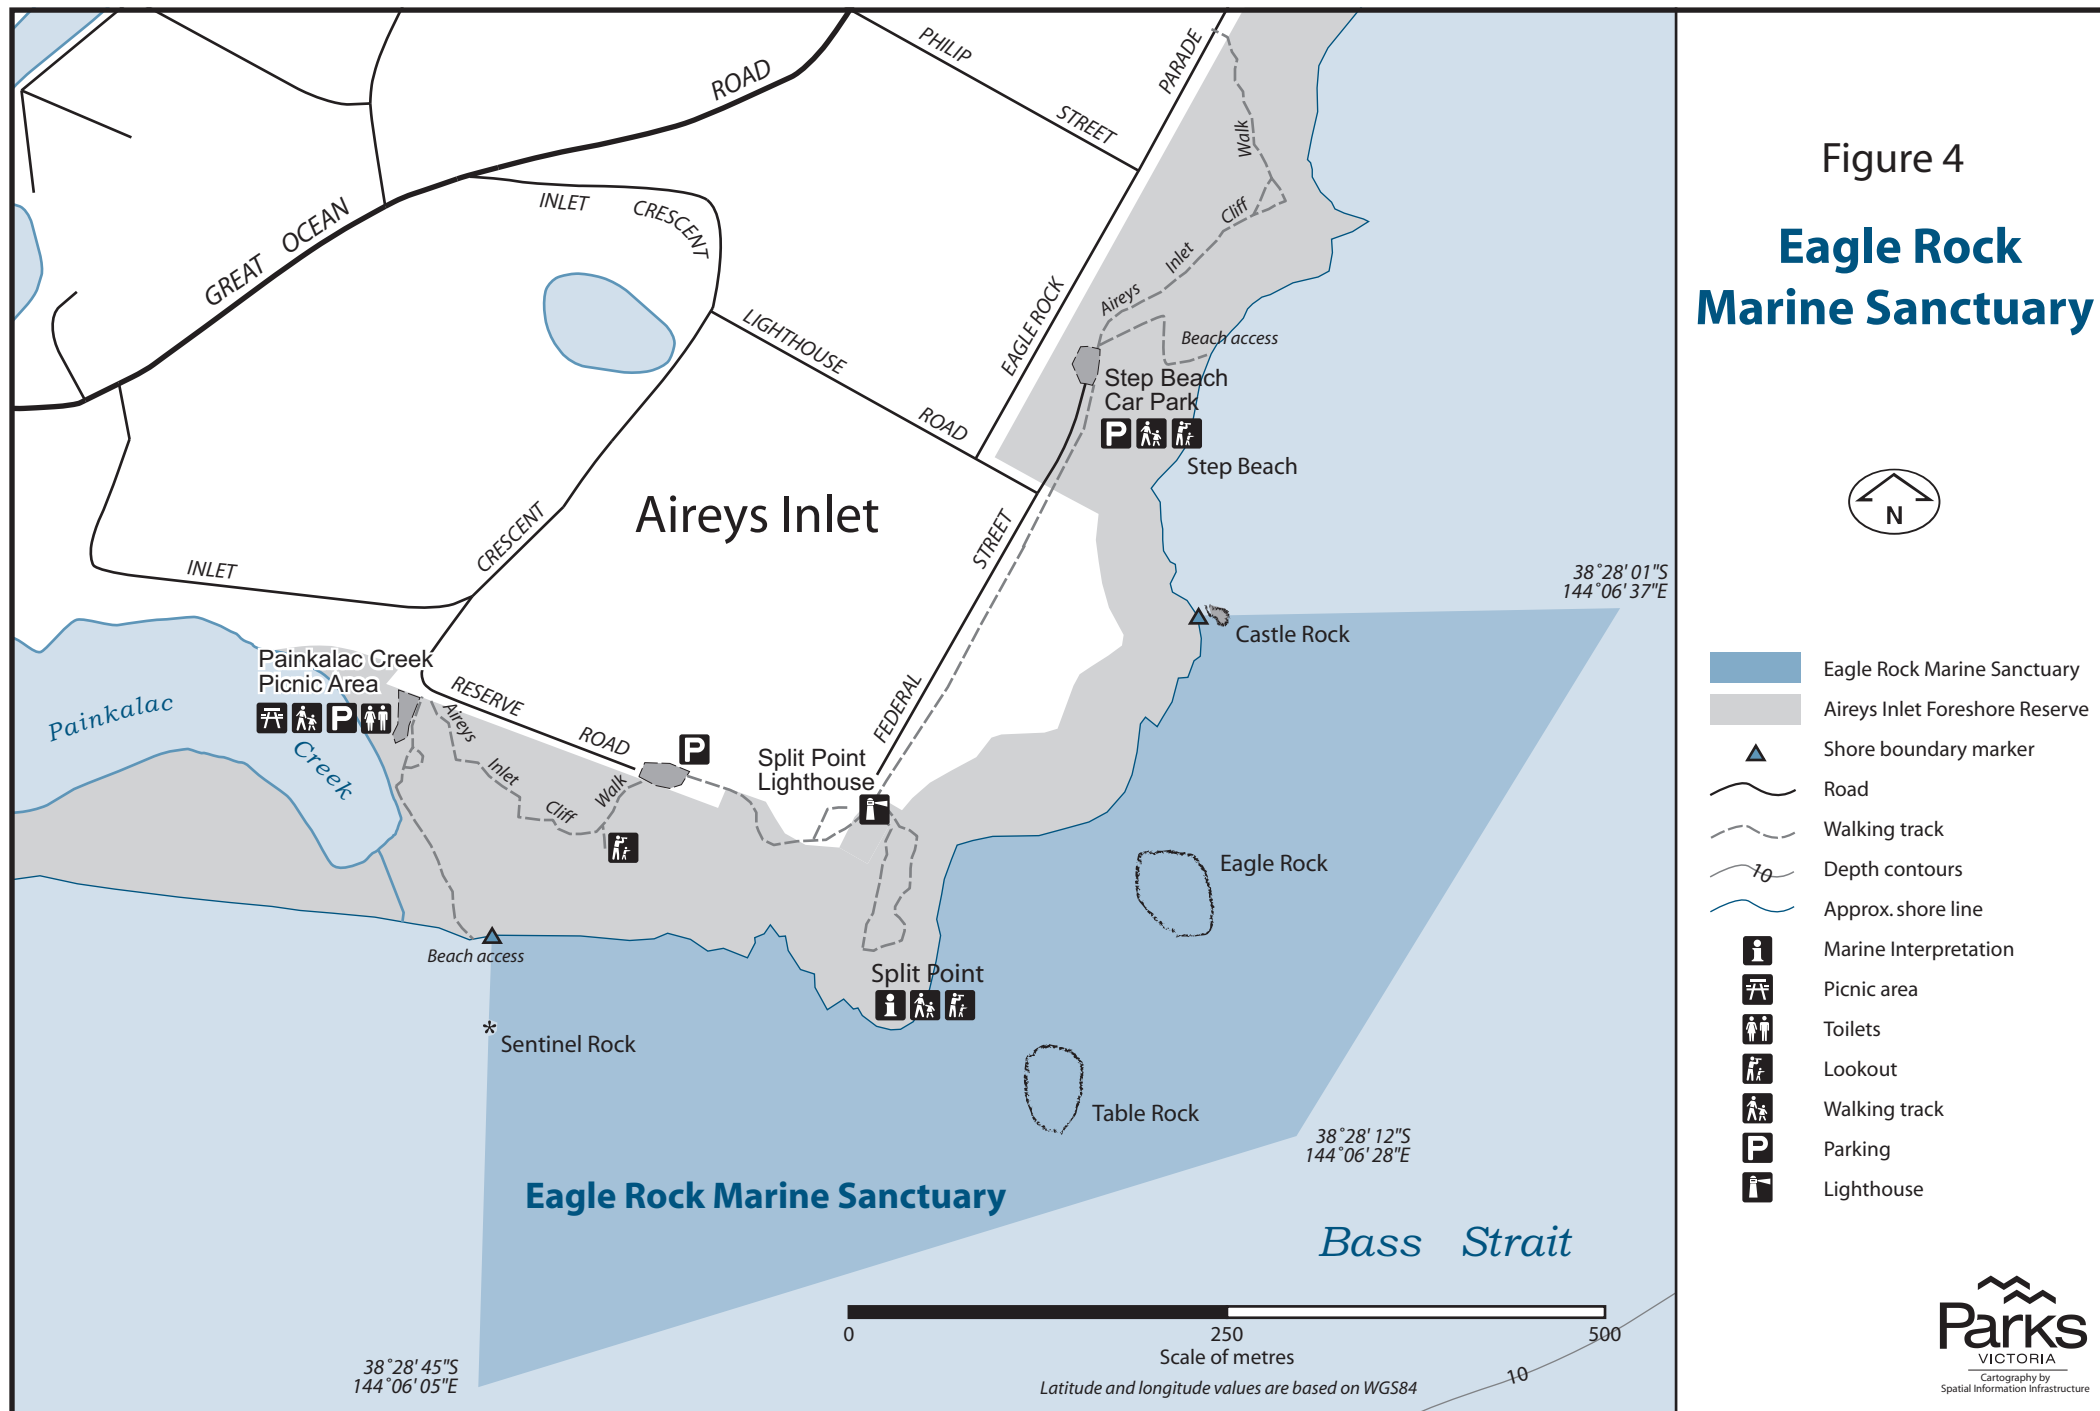 Figure 4
Eagle Rock
Marine Sanctuary
N
Eagle Rock Marine Sanctuary
Aireys Inlet Foreshore Reserve
Shore boundary marker
Road
Walking track
10
Depth contours
Approx. shore line
Marine Interpretation
Picnic area
Toilets
Lookout
Walking track
P
Parking
Lighthouse
Parks
VICTORIA
Cartography by
Spatial Information Infrastructure
GREAT OCEAN ROAD
PHILIP STREET
EAGLE ROCK PARADE
INLET CRESCENT
LIGHTHOUSE ROAD
Aireys Inlet Cliff Walk
Beach access
Step Beach
Car Park
P
Step Beach
Aireys Inlet
INLET CRESCENT
FEDERAL STREET
38°28'01"S
144°06'37"E
Castle Rock
Painkalac Creek
Picnic Area
P
Painkalac
Creek
RESERVE ROAD
P
Aireys Inlet Cliff Walk
Split Point
Lighthouse
Eagle Rock
Beach access
Split Point
Sentinel Rock
Table Rock
38°28'12"S
144°06'28"E
Eagle Rock Marine Sanctuary
Bass Strait
0 250 500
Scale of metres
Latitude and longitude values are based on WGS84
10
38°28'45"S
144°06'05"E